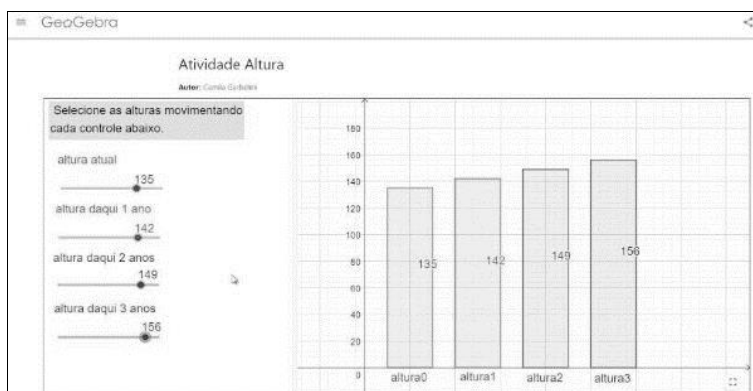 GeoGebra
Atividade Altura
Autor:
Selecione as alturas movimentando
cada controle abaixo.
altura atual
135
altura daqui 1 ano
142
altura daqui 2 anos
149
altura daqui 3 anos
156
180
160
140
120
100
80
60
40
20
0
135
142
149
156
altura0
altura1
altura2
altura3